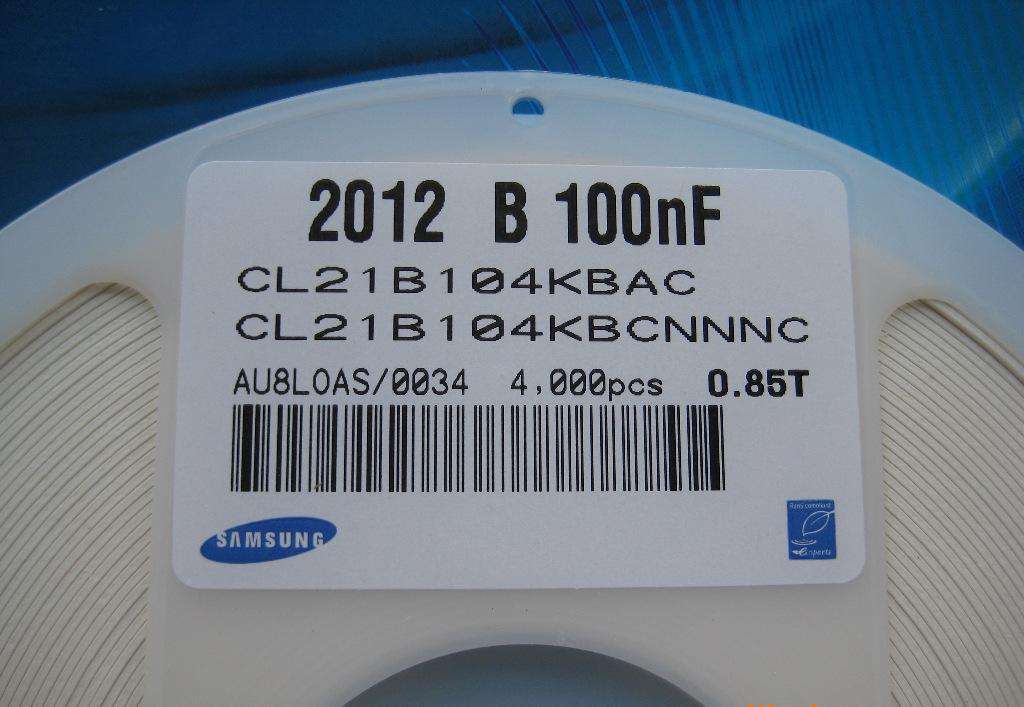 2012 B 100nF
CL21B104KBAC
CL21B104KBCNNNC
AU8LOAS/0034 4,000pcs 0.85T
SAMSUNG